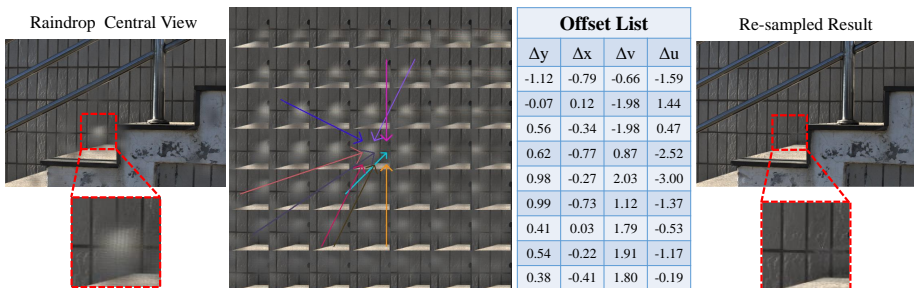 Raindrop Central View
Offset List
Δy Δx Δv Δu
-1.12 -0.79 -0.66 -1.59
-0.07 0.12 -1.98 1.44
0.56 -0.34 -1.98 0.47
0.62 -0.77 0.87 -2.52
0.98 -0.27 2.03 -3.00
0.99 -0.73 1.12 -1.37
0.41 0.03 1.79 -0.53
0.54 -0.22 1.91 -1.17
0.38 -0.41 1.80 -0.19
Re-sampled Result